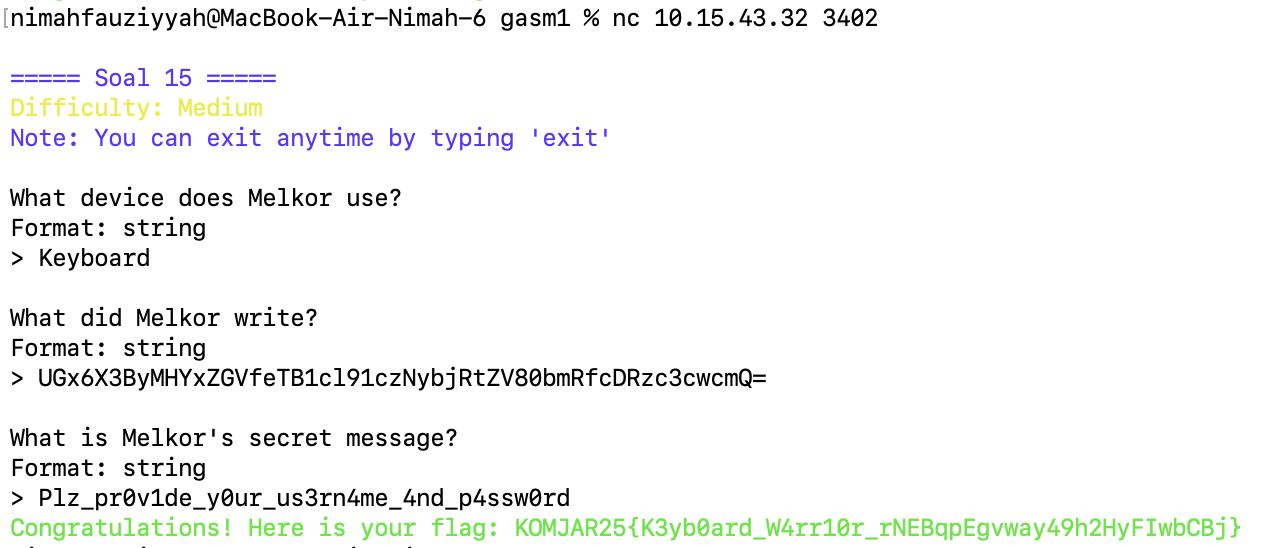 nimahfauziyyah@MacBook-Air-Nimah-6 gasm1 % nc 10.15.43.32 3402
===== Soal 15 =====
Difficulty: Medium
Note: You can exit anytime by typing 'exit'
What device does Melkor use?
Format: string
> Keyboard
What did Melkor write?
Format: string
> UGx6X3ByMHYxZGVfeTB1cl91czNybjRtZV80bmRfcDRzc3cwcmQ=
What is Melkor's secret message?
Format: string
> Plz_pr0v1de_y0ur_us3rn4me_4nd_p4ssw0rd
Congratulations! Here is your flag: KOMJAR25{K3yb0ard_W4rr10r_rNEBqpEgvway49h2HyFIwbCBj}